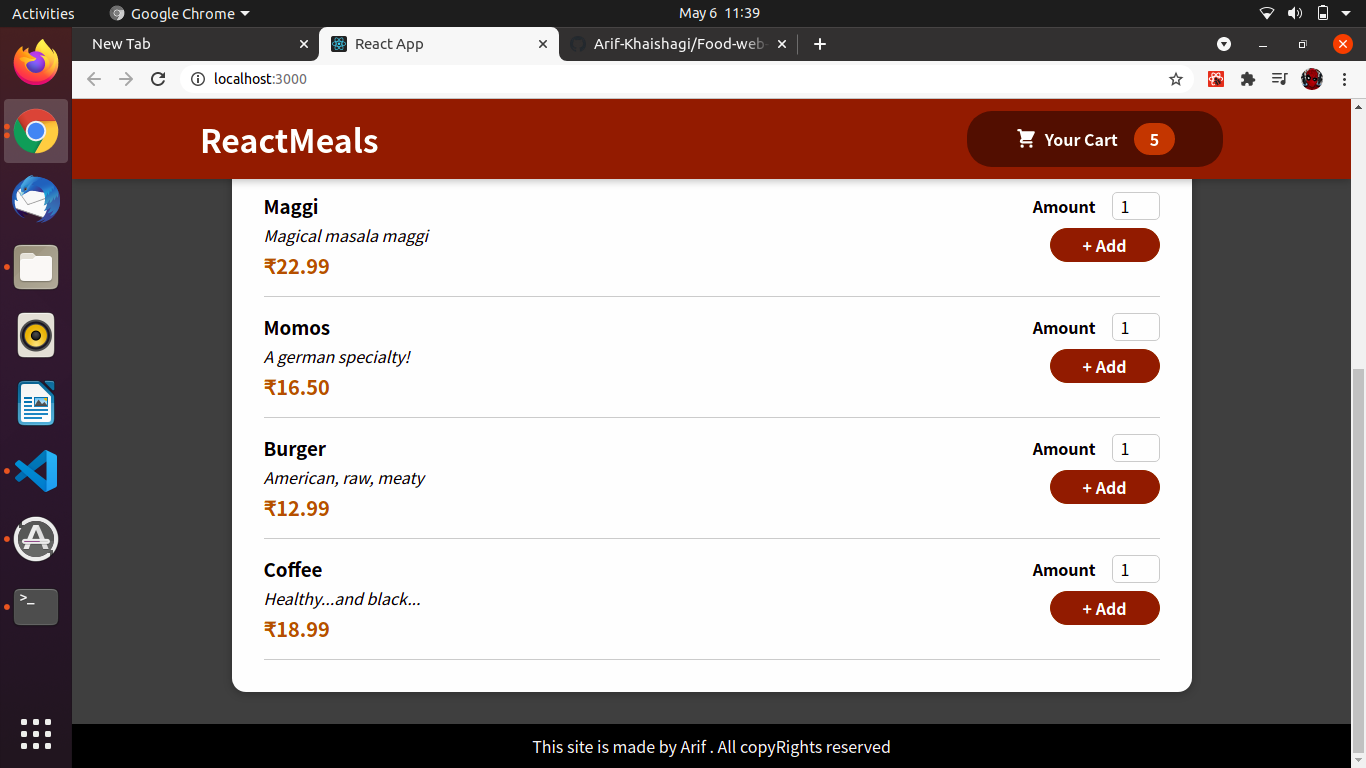 Activities
Google Chrome
May 6 11:39
New Tab
React App
Arif-Khaishagi/Food-web-
localhost:3000
ReactMeals
Your Cart 5
Maggi
Amount 1
Magical masala maggi
+ Add
₹22.99
Momos
Amount 1
A german specialty!
+ Add
₹16.50
Burger
Amount 1
American, raw, meaty
+ Add
₹12.99
Coffee
Amount 1
Healthy...and black...
+ Add
₹18.99
This site is made by Arif . All copyRights reserved